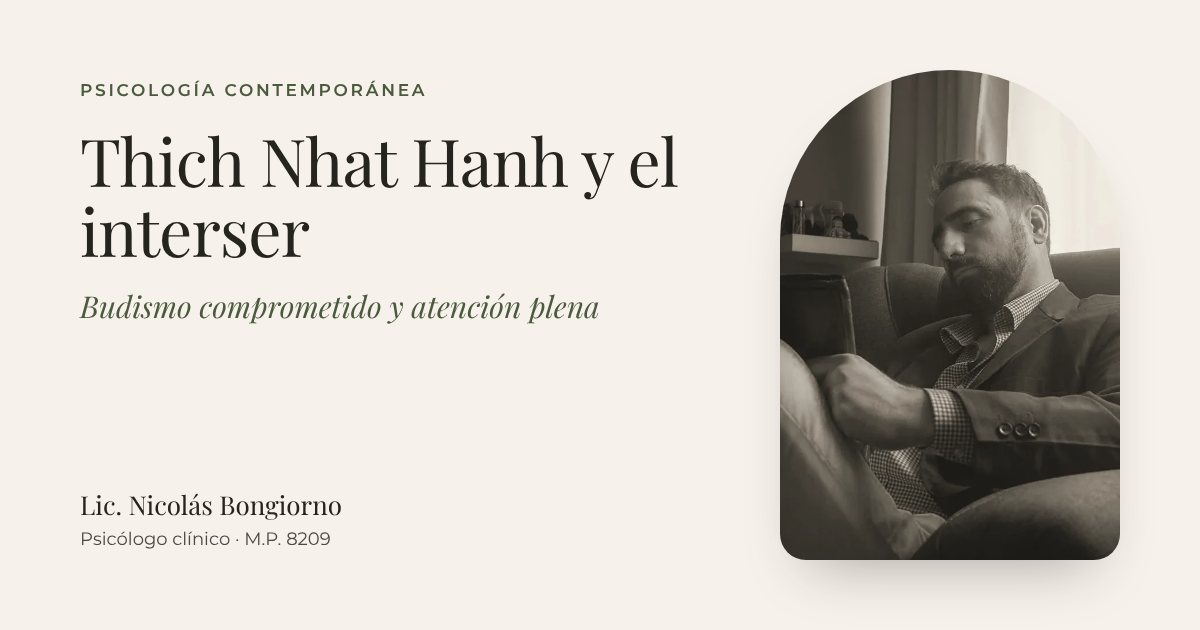 PSICOLOGÍA CONTEMPORÁNEA
Thich Nhat Hanh y el
interser
Budismo comprometido y atención plena
Lic. Nicolás Bongiorno
Psicólogo clínico · M.P. 8209